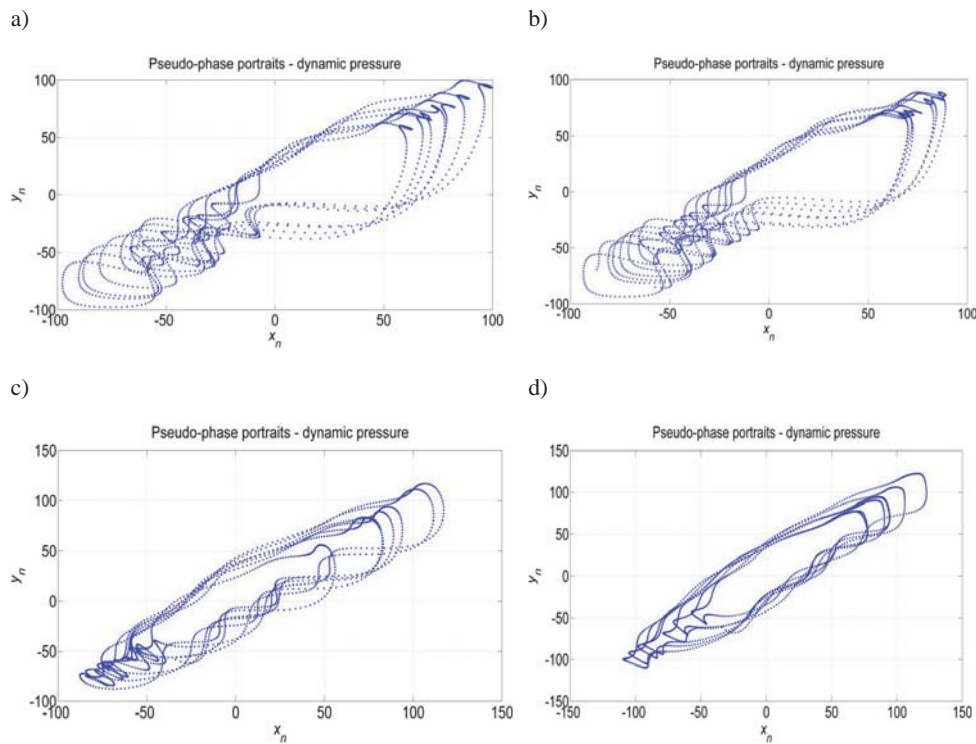 a)
b)
Pseudo-phase portraits - dynamic pressure
Pseudo-phase portraits - dynamic pressure
100
50
0
-50
-100
y_n
-100 -50 0 50 100
x_n
100
50
0
-50
-100
y_n
-100 -50 0 50 100
x_n
c)
d)
Pseudo-phase portraits - dynamic pressure
Pseudo-phase portraits - dynamic pressure
150
100
50
0
-50
-100
y_n
-100 -50 0 50 100 150
x_n
150
100
50
0
-50
-100
-150
y_n
-150 -100 -50 0 50 100 150
x_n